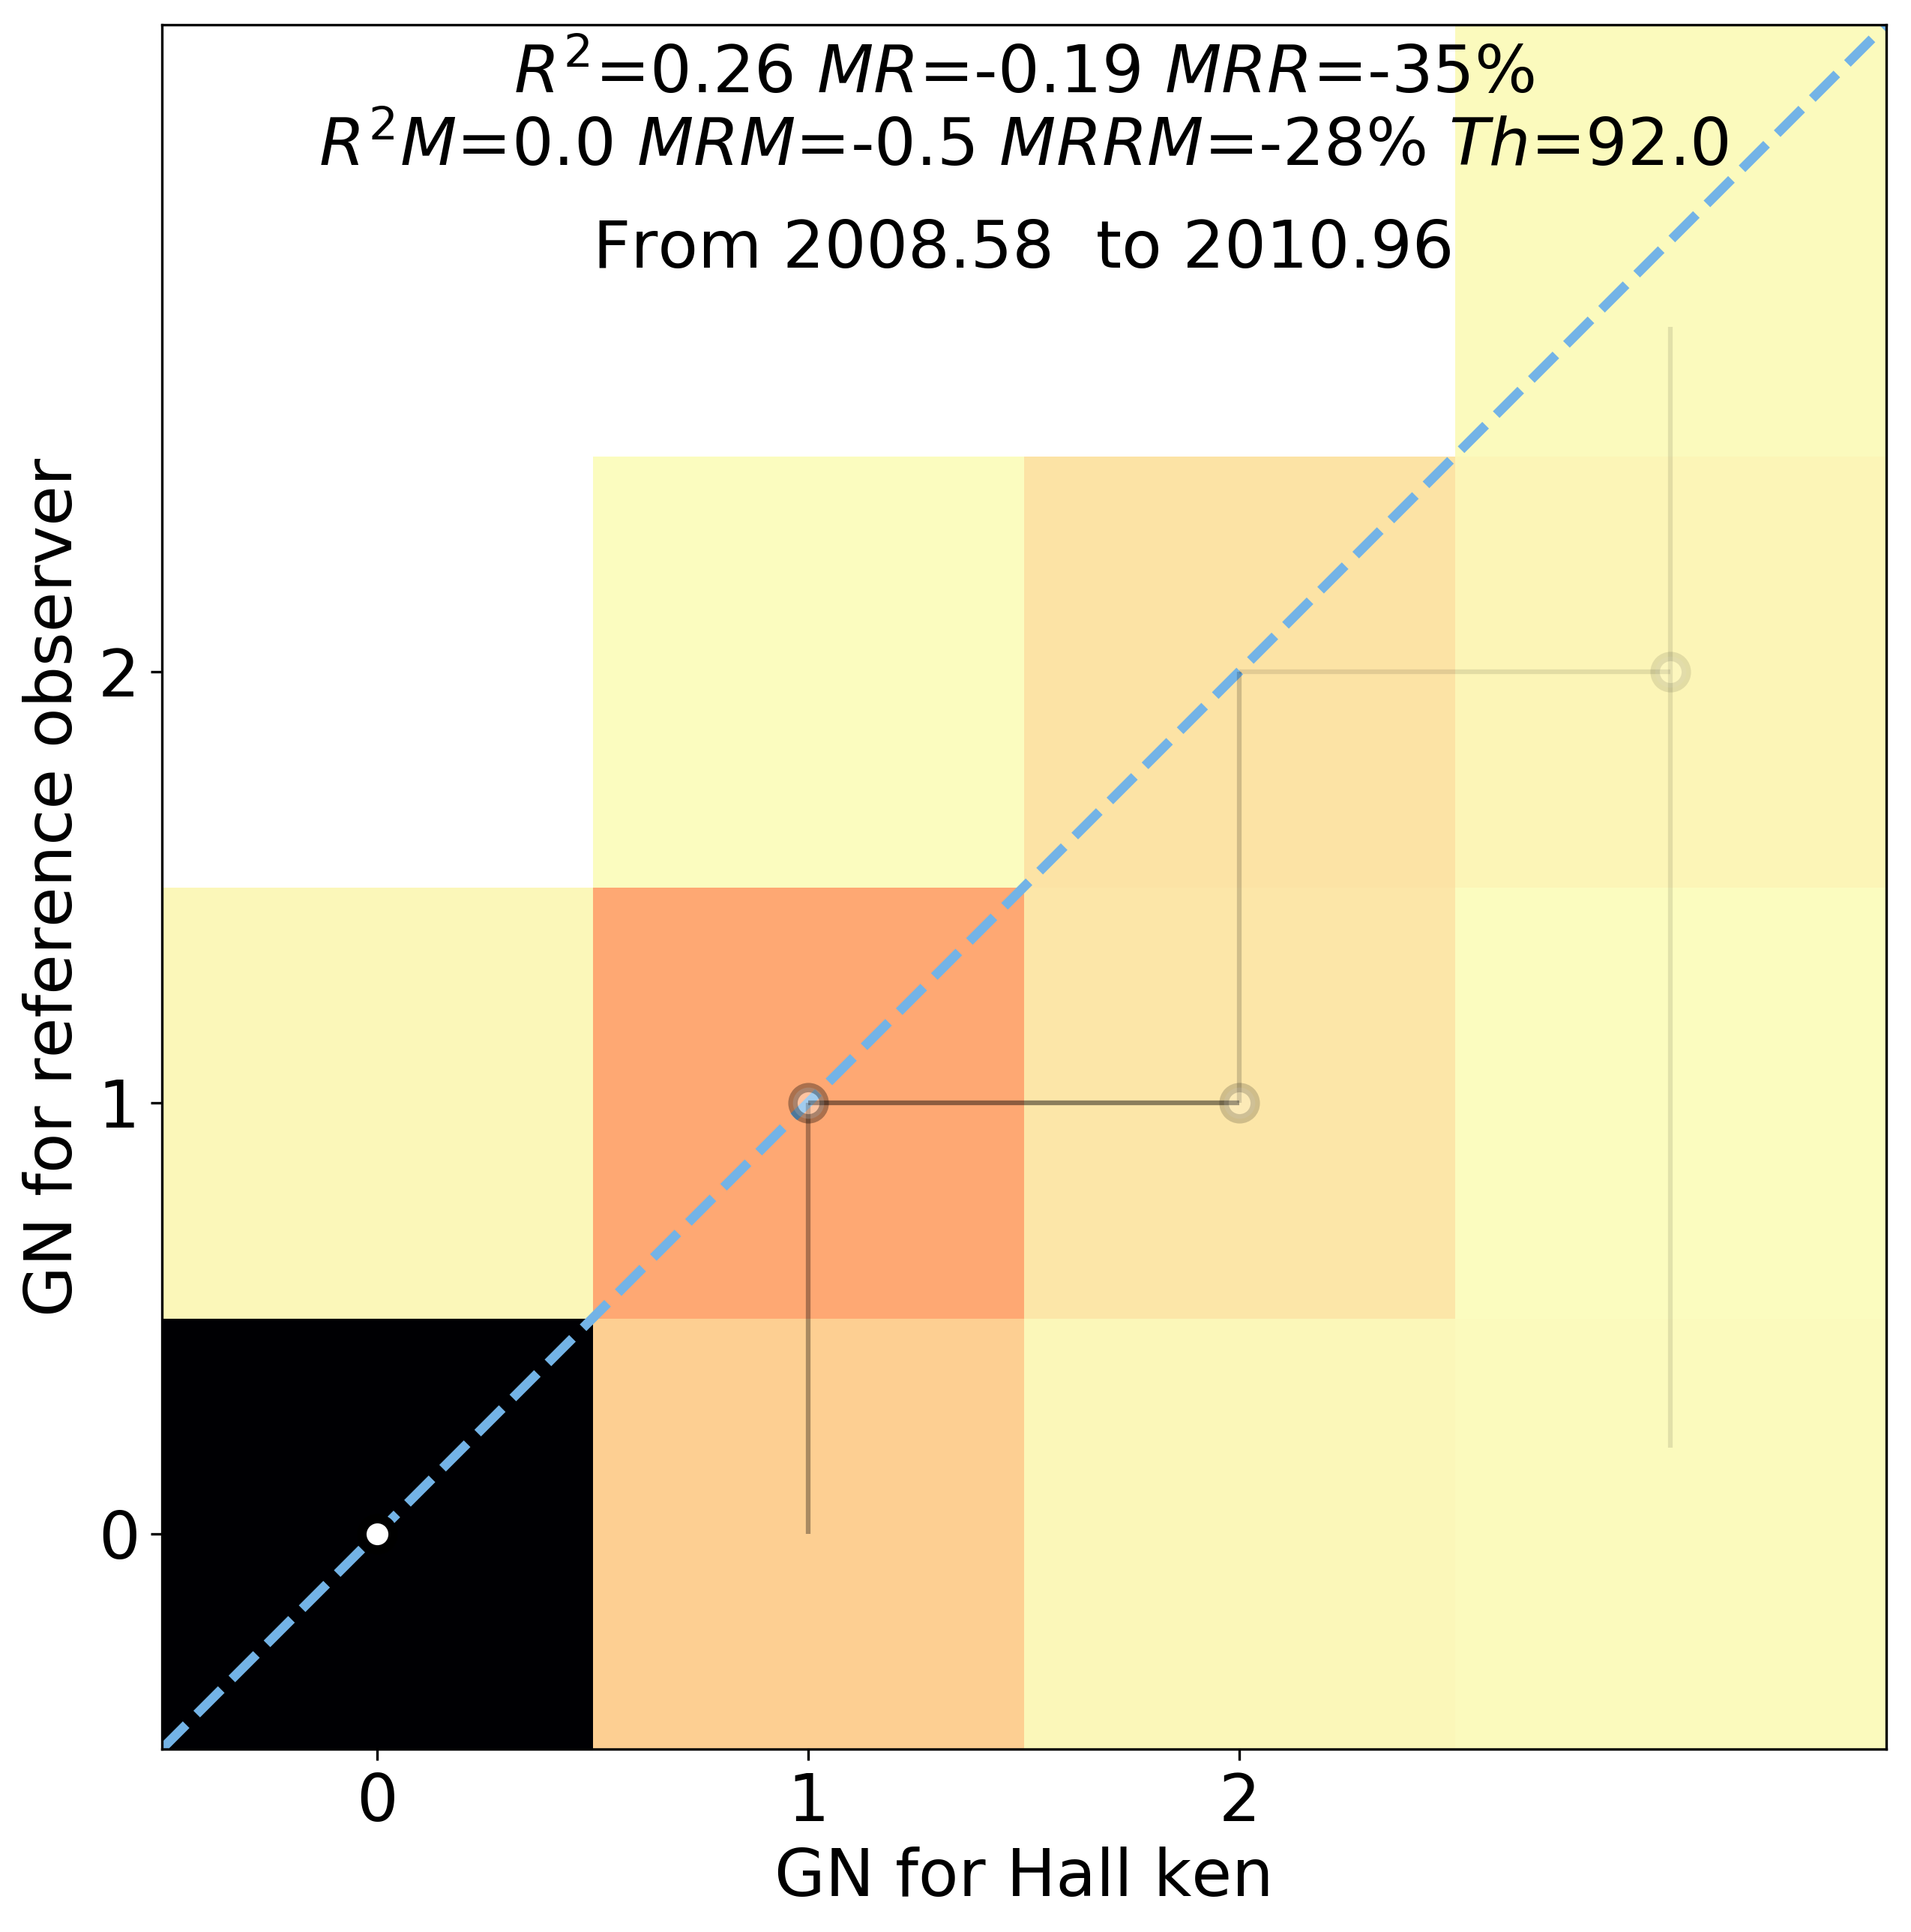 R²=0.26 MR=-0.19 MRR=-35%
R²M=0.0 MRM=-0.5 MRRM=-28% Th=92.0
From 2008.58 to 2010.96
GN for reference observer
2
1
0
0 1 2
GN for Hall ken